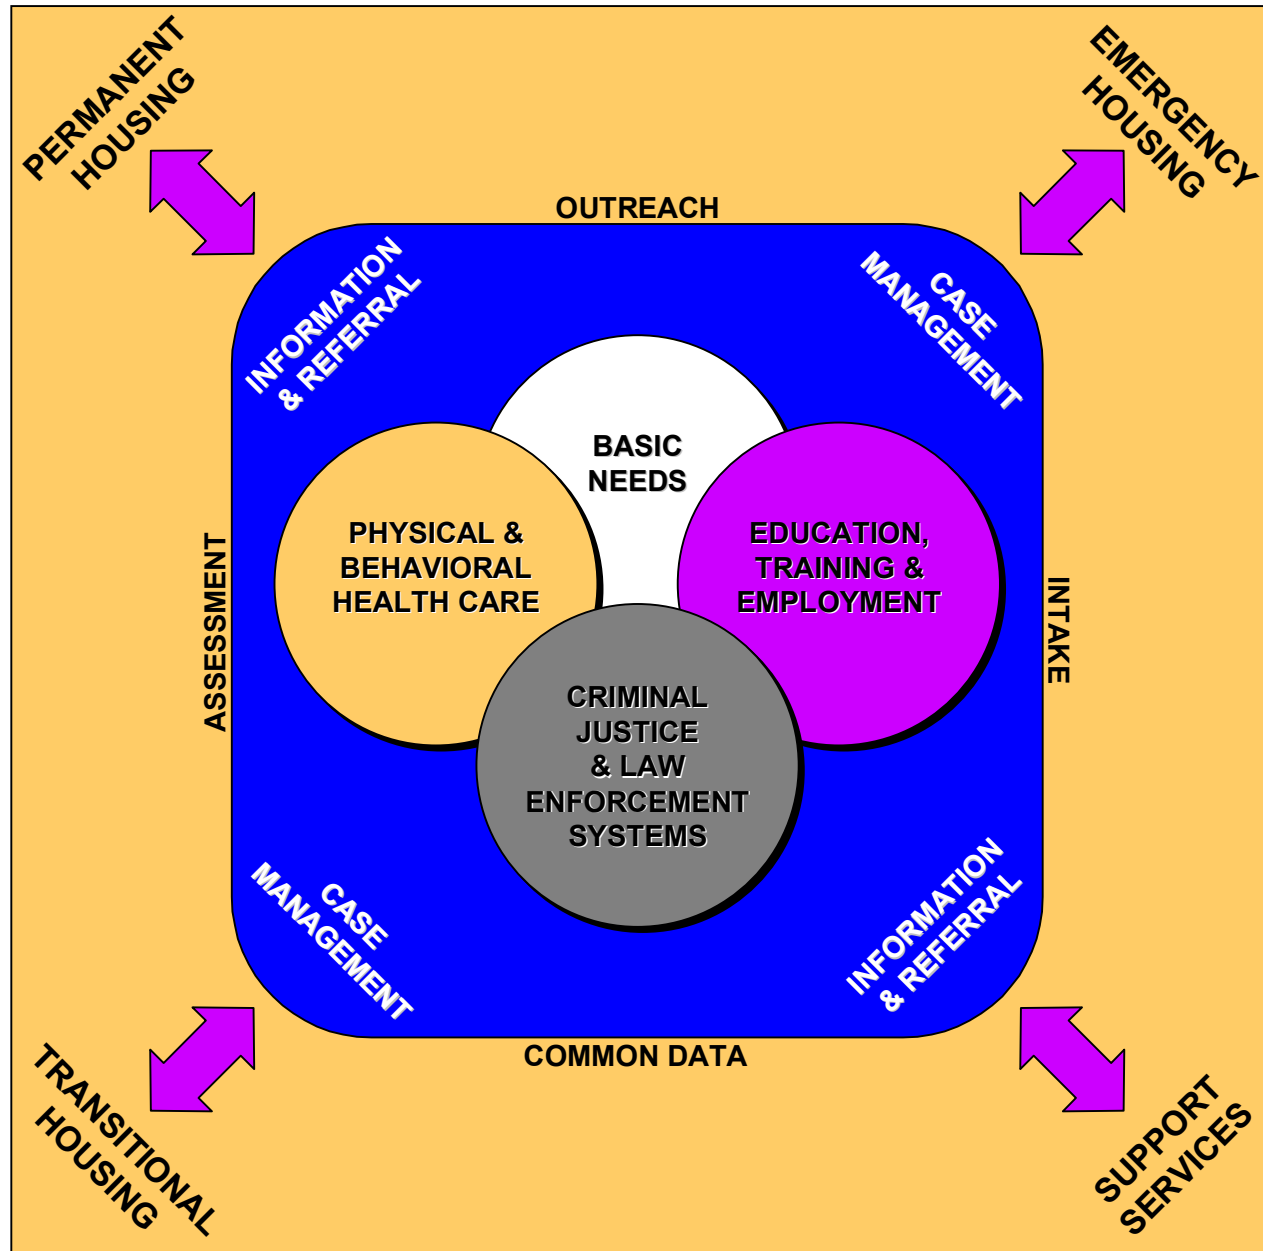 PERMANENT
HOUSING
EMERGENCY
HOUSING
OUTREACH
INFORMATION
& REFERRAL
CASE
MANAGEMENT
BASIC
NEEDS
PHYSICAL &
BEHAVIORAL
HEALTH CARE
EDUCATION,
TRAINING &
EMPLOYMENT
ASSESSMENT
INTAKE
CRIMINAL
JUSTICE
& LAW
ENFORCEMENT
SYSTEMS
CASE
MANAGEMENT
INFORMATION
& REFERRAL
COMMON DATA
TRANSITIONAL
HOUSING
SUPPORT
SERVICES